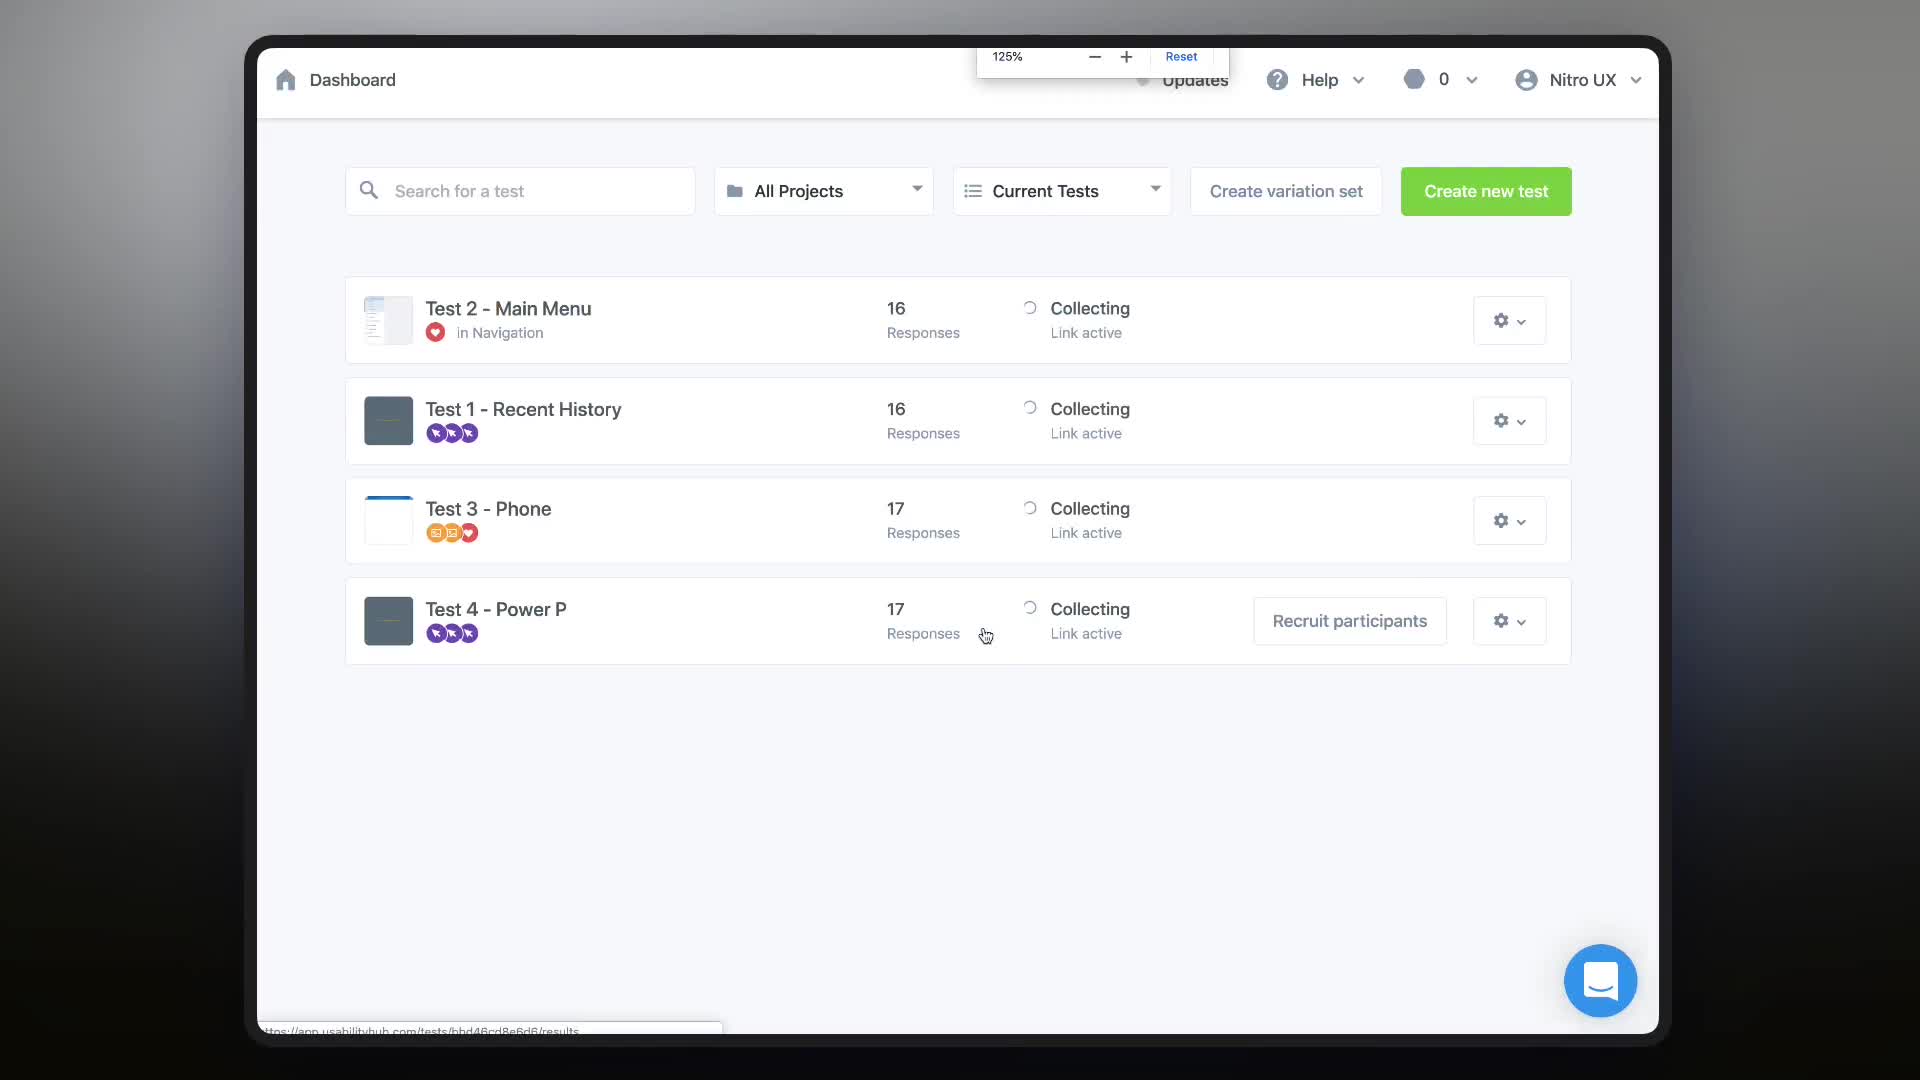 125% − + Reset
Dashboard
Updates
Help
0
Nitro UX
Search for a test
All Projects
Current Tests
Create variation set
Create new test
Test 2 - Main Menu
in Navigation
16
Responses
Collecting
Link active
Test 1 - Recent History
16
Responses
Collecting
Link active
Test 3 - Phone
17
Responses
Collecting
Link active
Test 4 - Power P
17
Responses
Collecting
Link active
Recruit participants
ttps://app.usabilityhub.com/tests/bbd46cd8e6d6/results